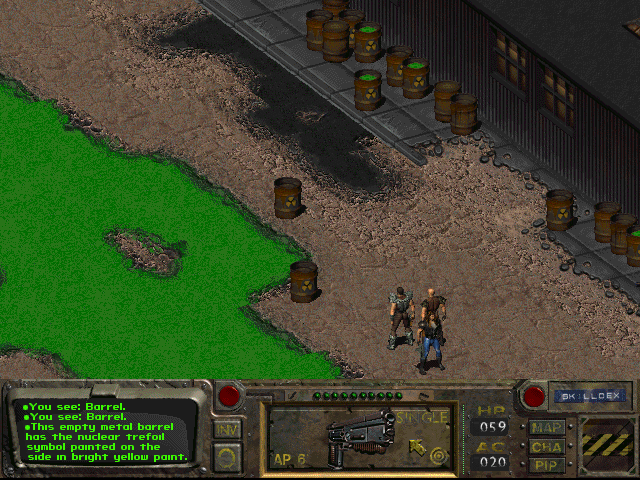 ●You see: Barrel.
●You see: Barrel.
●This empty metal barrel
has the nuclear trefoil
symbol painted on the
side in bright yellow paint.
INV
AP 6
HP
059
AC
020
SKILLDEX
MAP
CHA
PIP